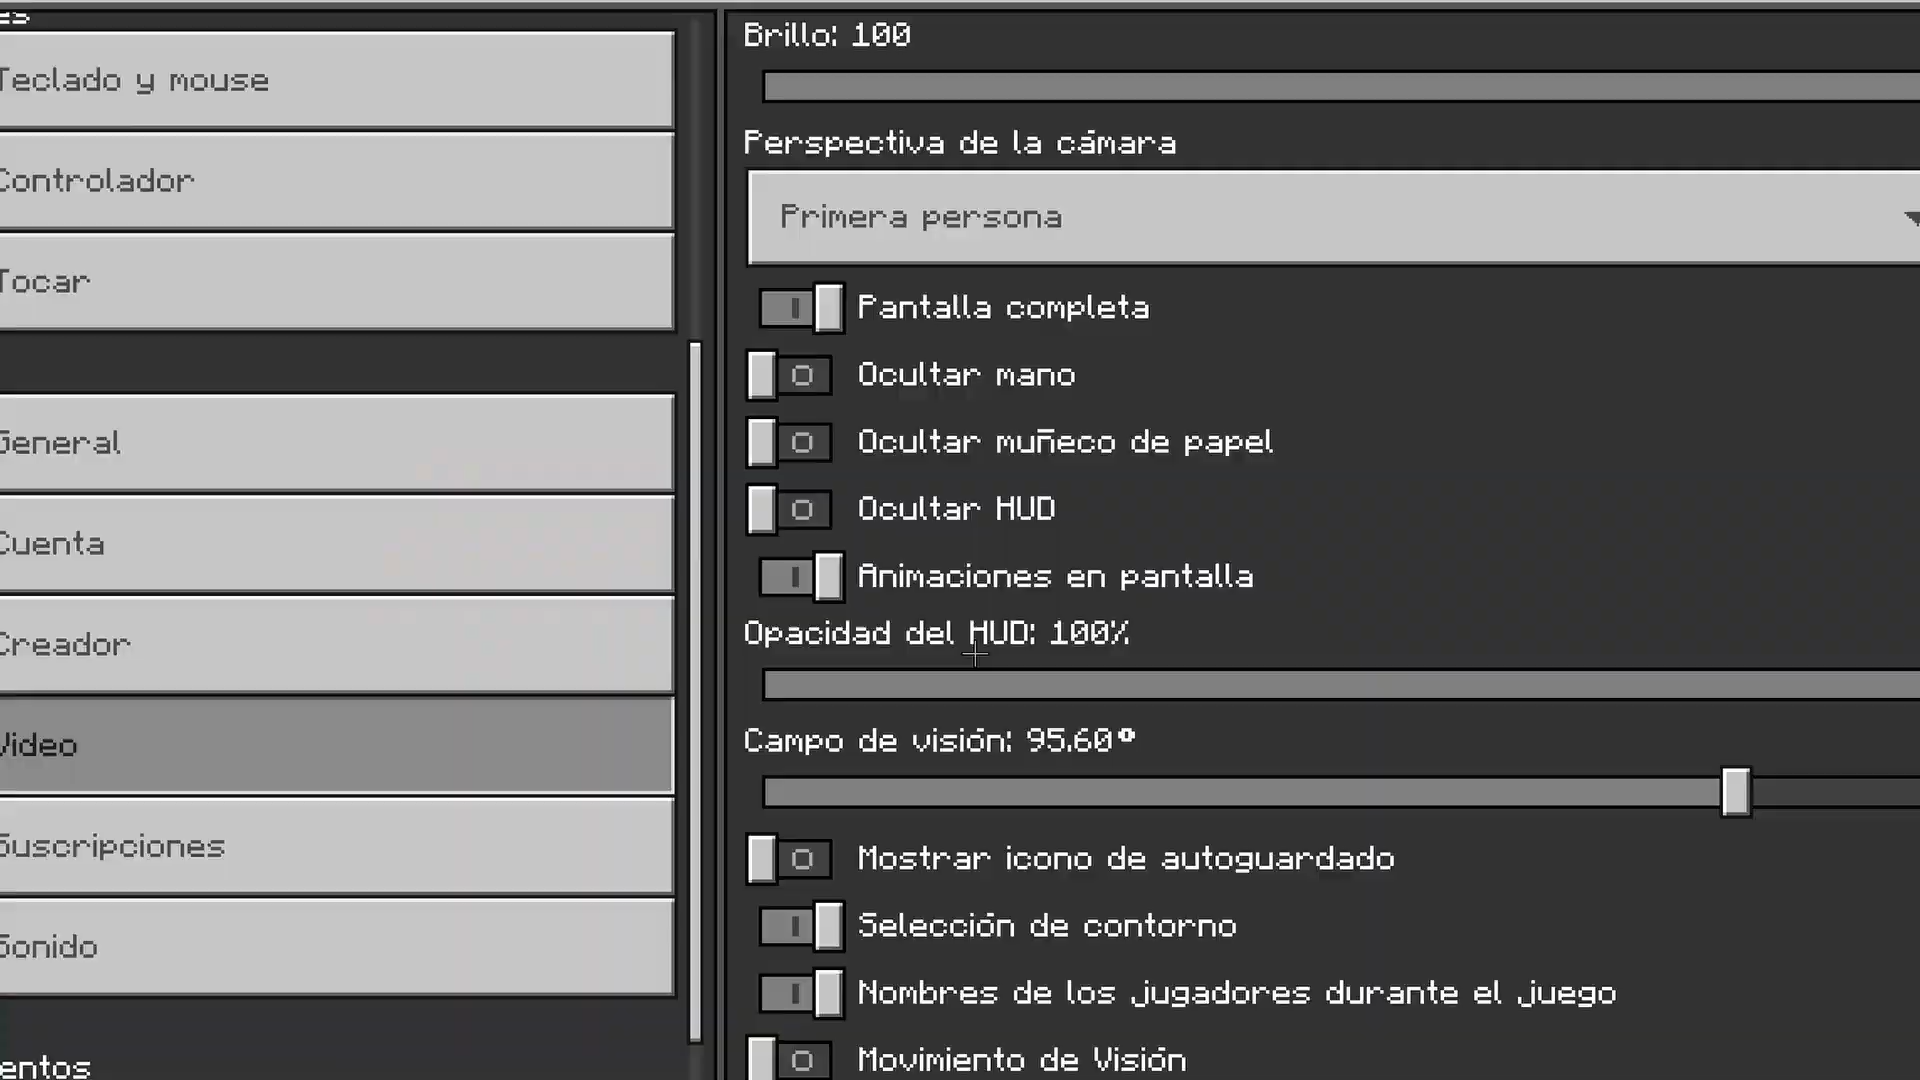 Teclado y mouse
Controlador
Tocar
General
Cuenta
Creador
Video
Suscripciones
Sonido
Brillo: 100
Perspectiva de la cámara
Primera persona
Pantalla completa
Ocultar mano
Ocultar muñeco de papel
Ocultar HUD
Animaciones en pantalla
Opacidad del HUD: 100%
Campo de visión: 95.60°
Mostrar icono de autoguardado
Selección de contorno
Nombres de los jugadores durante el juego
Movimiento de Visión